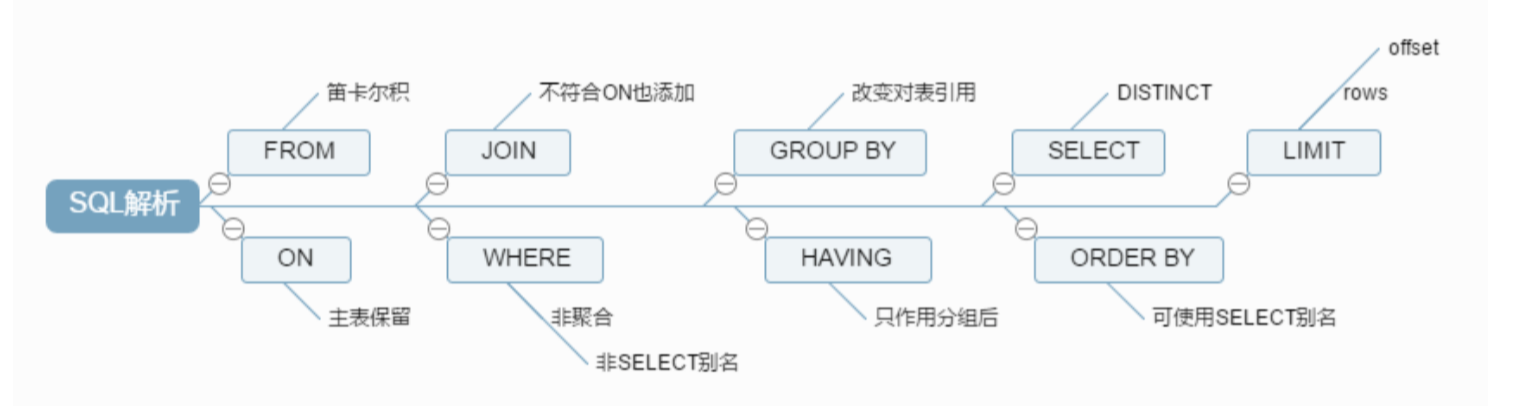 offset
笛卡尔积
不符合ON也添加
改变对表引用
DISTINCT
rows
FROM
JOIN
GROUP BY
SELECT
LIMIT
SQL解析
ON
WHERE
HAVING
ORDER BY
主表保留
非聚合
只作用分组后
可使用SELECT别名
非SELECT别名